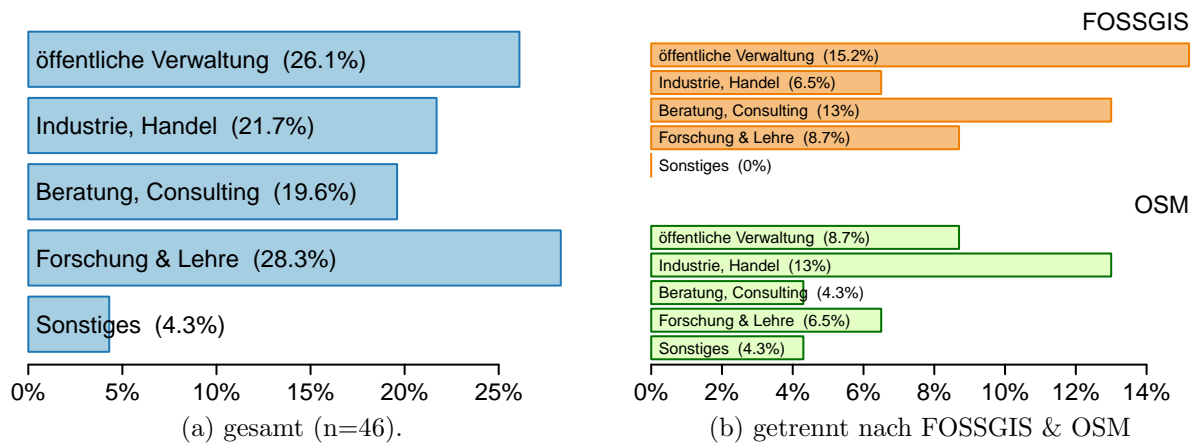 öffentliche Verwaltung (26.1%)
Industrie, Handel (21.7%)
Beratung, Consulting (19.6%)
Forschung & Lehre (28.3%)
Sonstiges (4.3%)
0% 5% 10% 15% 20% 25%
(a) gesamt (n=46).
FOSSGIS
öffentliche Verwaltung (15.2%)
Industrie, Handel (6.5%)
Beratung, Consulting (13%)
Forschung & Lehre (8.7%)
Sonstiges (0%)
OSM
öffentliche Verwaltung (8.7%)
Industrie, Handel (13%)
Beratung, Consulting (4.3%)
Forschung & Lehre (6.5%)
Sonstiges (4.3%)
0% 2% 4% 6% 8% 10% 12% 14%
(b) getrennt nach FOSSGIS & OSM